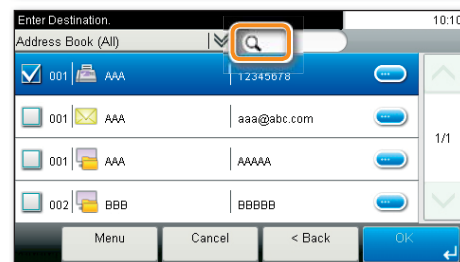 Enter Destination. 10:10
Address Book (All)
001 AAA 12345678
001 AAA aaa@abc.com
001 AAA AAAAA
1/1
002 BBB BBBBB
Menu Cancel < Back OK